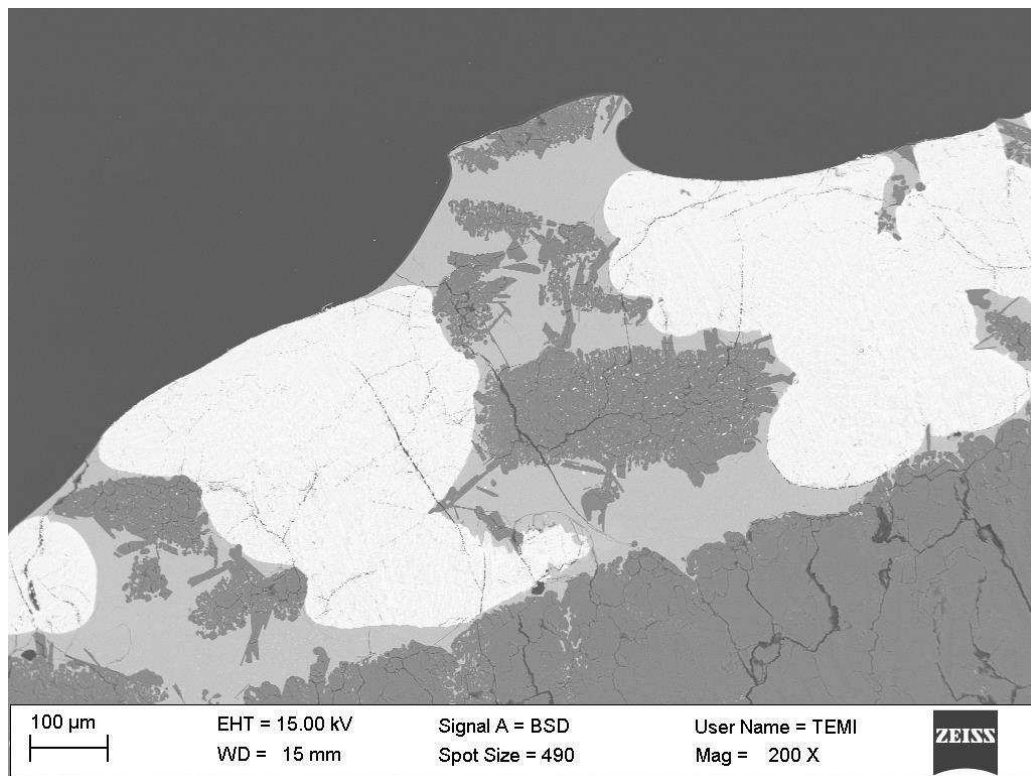 100 µm
EHT = 15.00 kV
Signal A = BSD
User Name = TEMI
WD = 15 mm
Spot Size = 490
Mag = 200 X
ZEISS